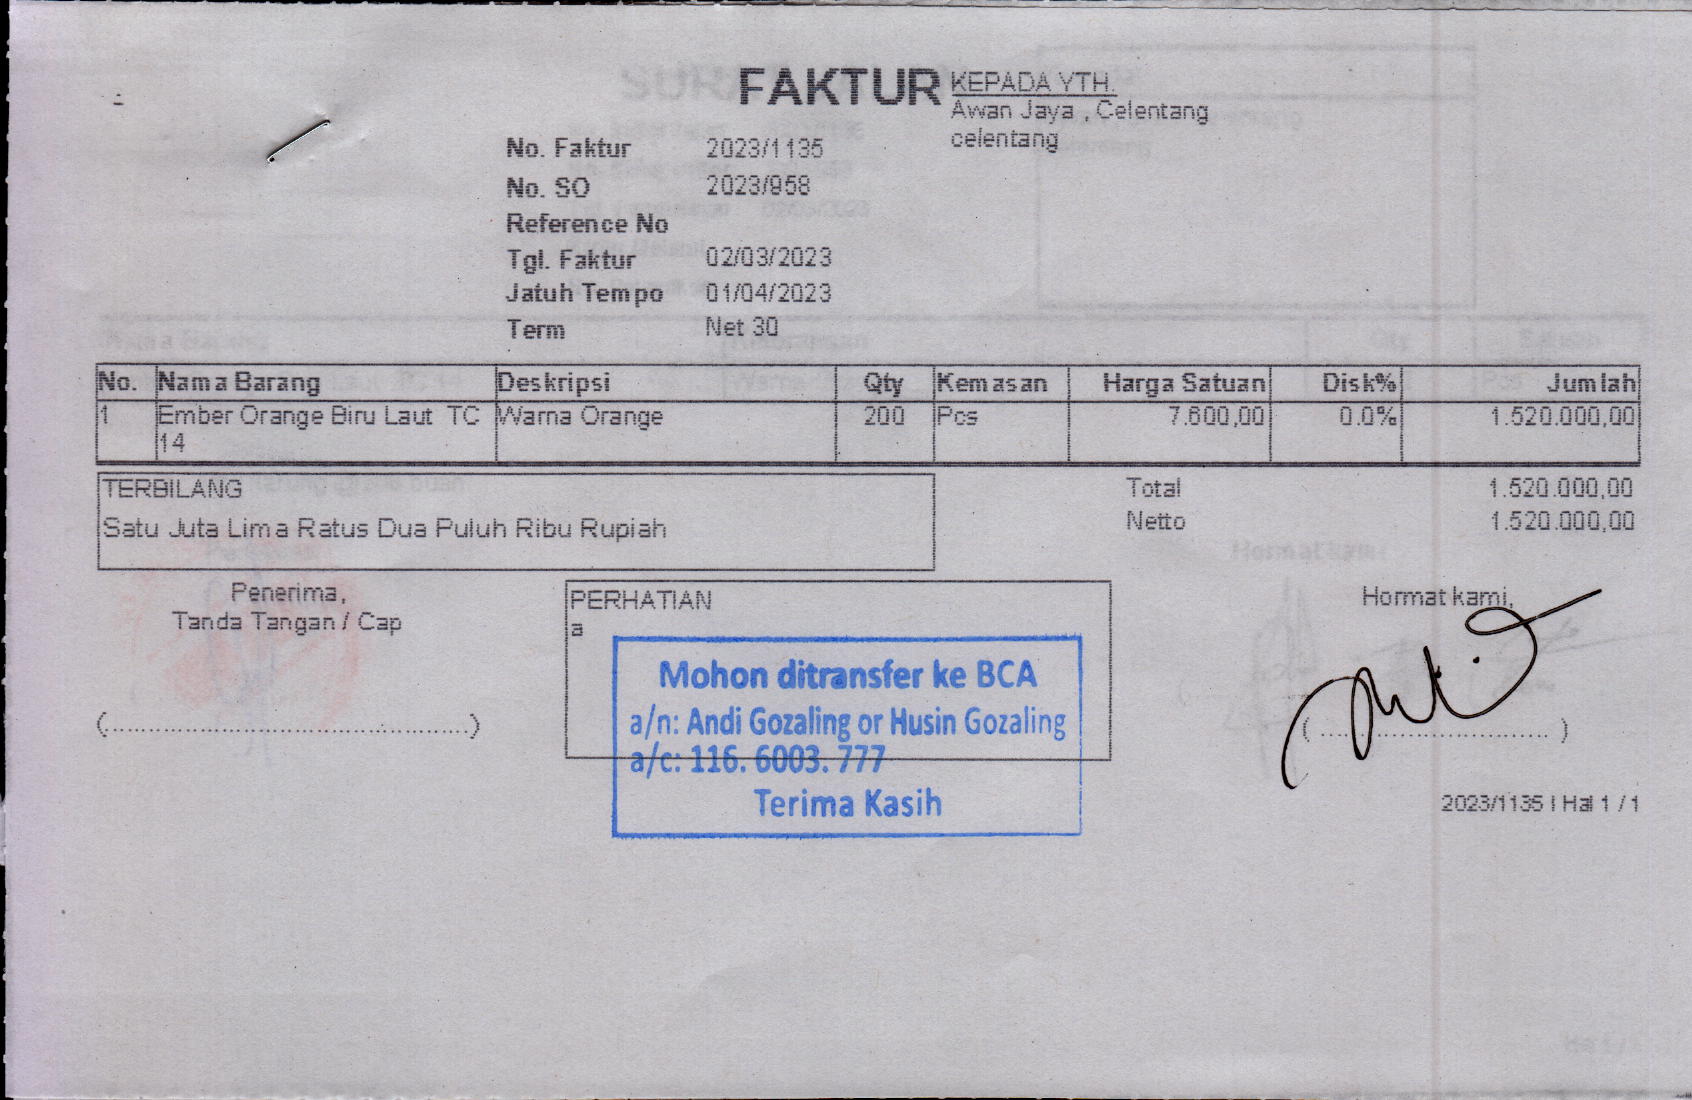 FAKTUR
KEPADA YTH.
Awan Jaya , Celentang
celentang
No. Faktur 2023/1135
No. SO 2023/958
Reference No
Tgl. Faktur 02/03/2023
Jatuh Tempo 01/04/2023
Term Net 30
No. Nama Barang Deskripsi Qty Kemasan Harga Satuan Disk% Jumlah
1 Ember Orange Biru Laut TC Warna Orange 200 Pcs 7.600,00 0.0% 1.520.000,00
14
TERBILANG
Satu Juta Lima Ratus Dua Puluh Ribu Rupiah
Total 1.520.000,00
Netto 1.520.000,00
Penerima,
Tanda Tangan / Cap
(..............................................)
PERHATIAN
a
Mohon ditransfer ke BCA
a/n: Andi Gozaling or Husin Gozaling
a/c: 116. 6003. 777
Terima Kasih
Hormat kami,
( ............................. )
2023/1135 | Hal 1 / 1